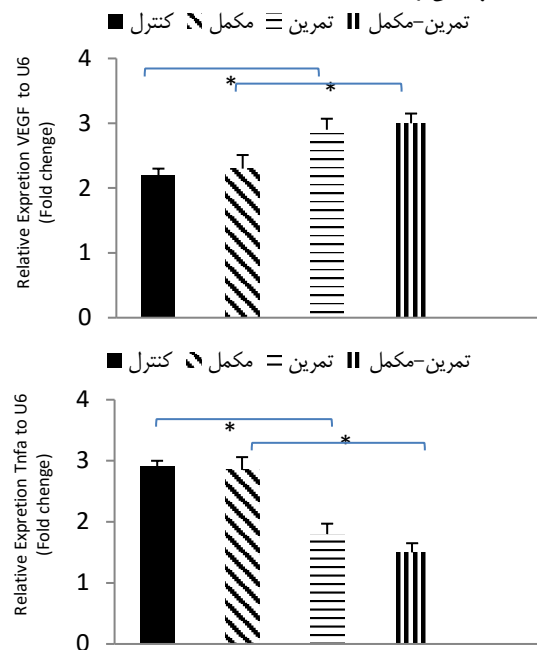 کنترل مکمل تمرین تمرین-مکمل
Relative Expretion VEGF to U6
(Fold chenge)
4
3
2
1
0
*
*
کنترل مکمل تمرین تمرین-مکمل
Relative Expretion Tnfa to U6
(Fold chenge)
4
3
2
1
0
*
*